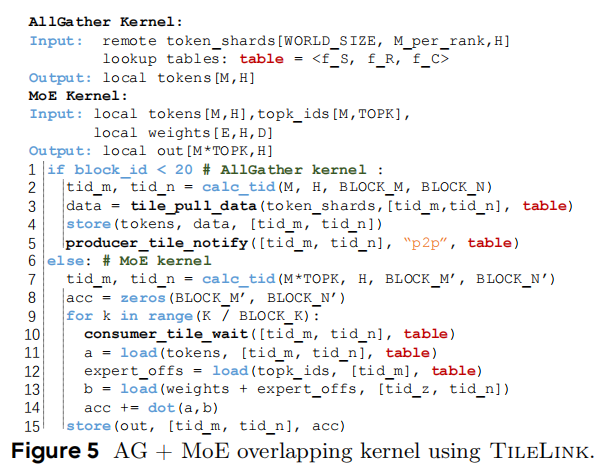 AllGather Kernel:
Input: remote token_shards[WORLD_SIZE, M_per_rank,H]
lookup tables: table = <f_S, f_R, f_C>
Output: local tokens[M,H]
MoE Kernel:
Input: local tokens[M,H],topk_ids[M,TOPK],
local weights[E,H,D]
Output: local out[M*TOPK,H]
1 if block_id < 20 # AllGather kernel :
2 tid_m, tid_n = calc_tid(M, H, BLOCK_M, BLOCK_N)
3 data = tile_pull_data(token_shards,[tid_m,tid_n], table)
4 store(tokens, data, [tid_m, tid_n])
5 producer_tile_notify([tid_m, tid_n], “p2p”, table)
6 else: # MoE kernel
7 tid_m, tid_n = calc_tid(M*TOPK, H, BLOCK_M’, BLOCK_N’)
8 acc = zeros(BLOCK_M’, BLOCK_N’)
9 for k in range(K / BLOCK_K):
10 consumer_tile_wait([tid_m, tid_n], table)
11 a = load(tokens, [tid_m, tid_n], table)
12 expert_offs = load(topk_ids, [tid_m], table)
13 b = load(weights + expert_offs, [tid_z, tid_n])
14 acc += dot(a,b)
15 store(out, [tid_m, tid_n], acc)
Figure 5 AG + MoE overlapping kernel using TILELINK.